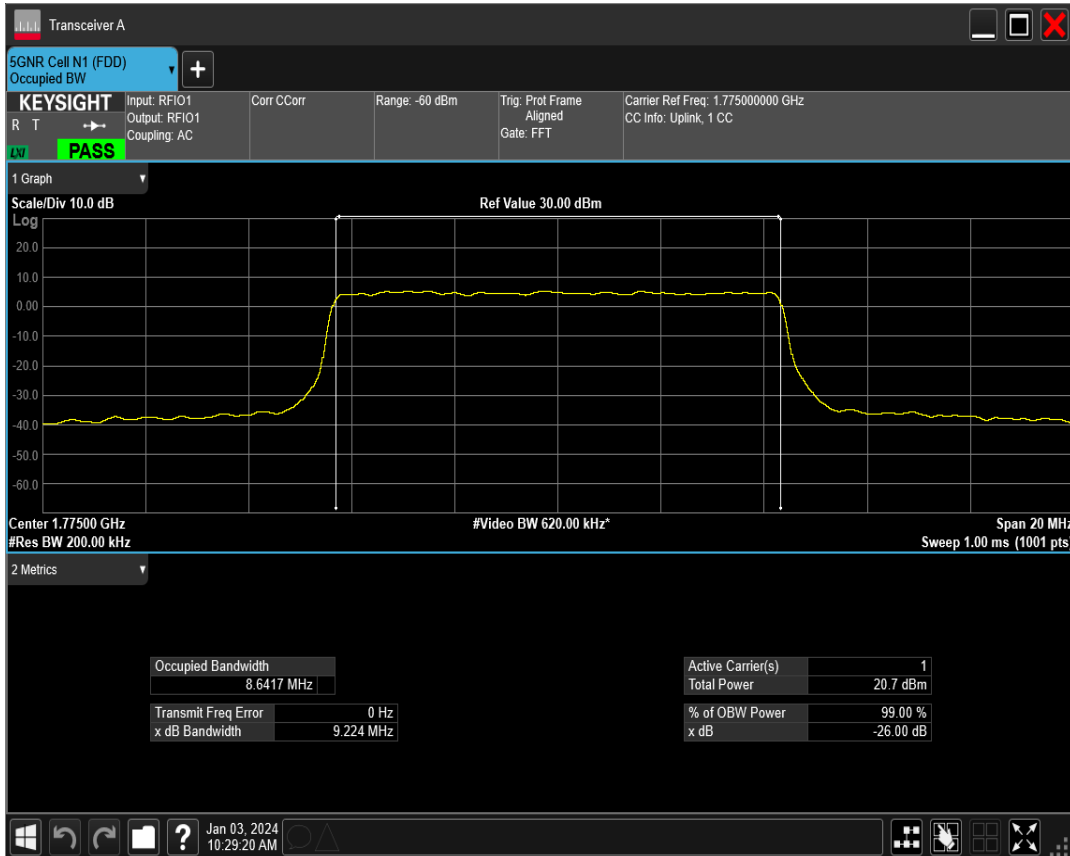 Transceiver A
5GNR Cell N1 (FDD)
Occupied BW
+
KEYSIGHT
R T
LXI
PASS
Input: RFIO1
Output: RFIO1
Coupling: AC
Corr CCorr
Range: -60 dBm
Trig: Prot Frame
Aligned
Gate: FFT
Carrier Ref Freq: 1.775000000 GHz
CC Info: Uplink, 1 CC
1 Graph
Scale/Div 10.0 dB
Ref Value 30.00 dBm
Log
20.0
10.0
0.00
-10.0
-20.0
-30.0
-40.0
-50.0
-60.0
Center 1.77500 GHz
#Video BW 620.00 kHz*
Span 20 MHz
#Res BW 200.00 kHz
Sweep 1.00 ms (1001 pts)
2 Metrics
Occupied Bandwidth
8.6417 MHz
Transmit Freq Error 0 Hz
x dB Bandwidth 9.224 MHz
Active Carrier(s) 1
Total Power 20.7 dBm
% of OBW Power 99.00 %
x dB -26.00 dB
?
Jan 03, 2024
10:29:20 AM